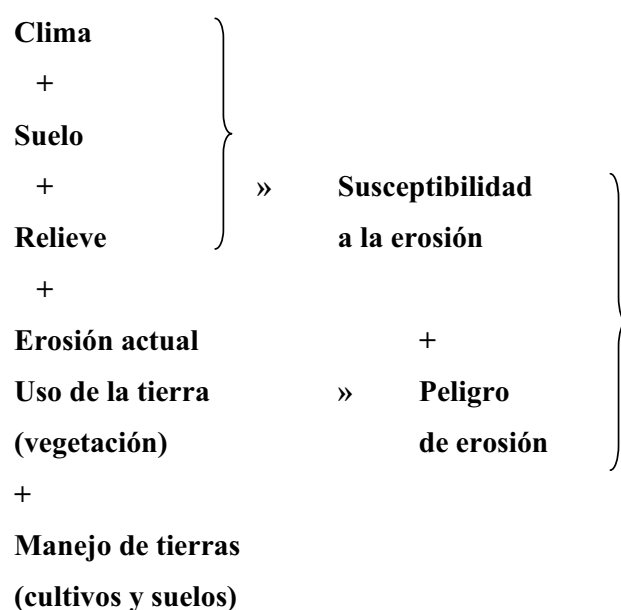 Clima
+
Suelo
+ » Susceptibilidad
Relieve a la erosión
+
Erosión actual +
Uso de la tierra » Peligro
(vegetación) de erosión
+
Manejo de tierras
(cultivos y suelos)